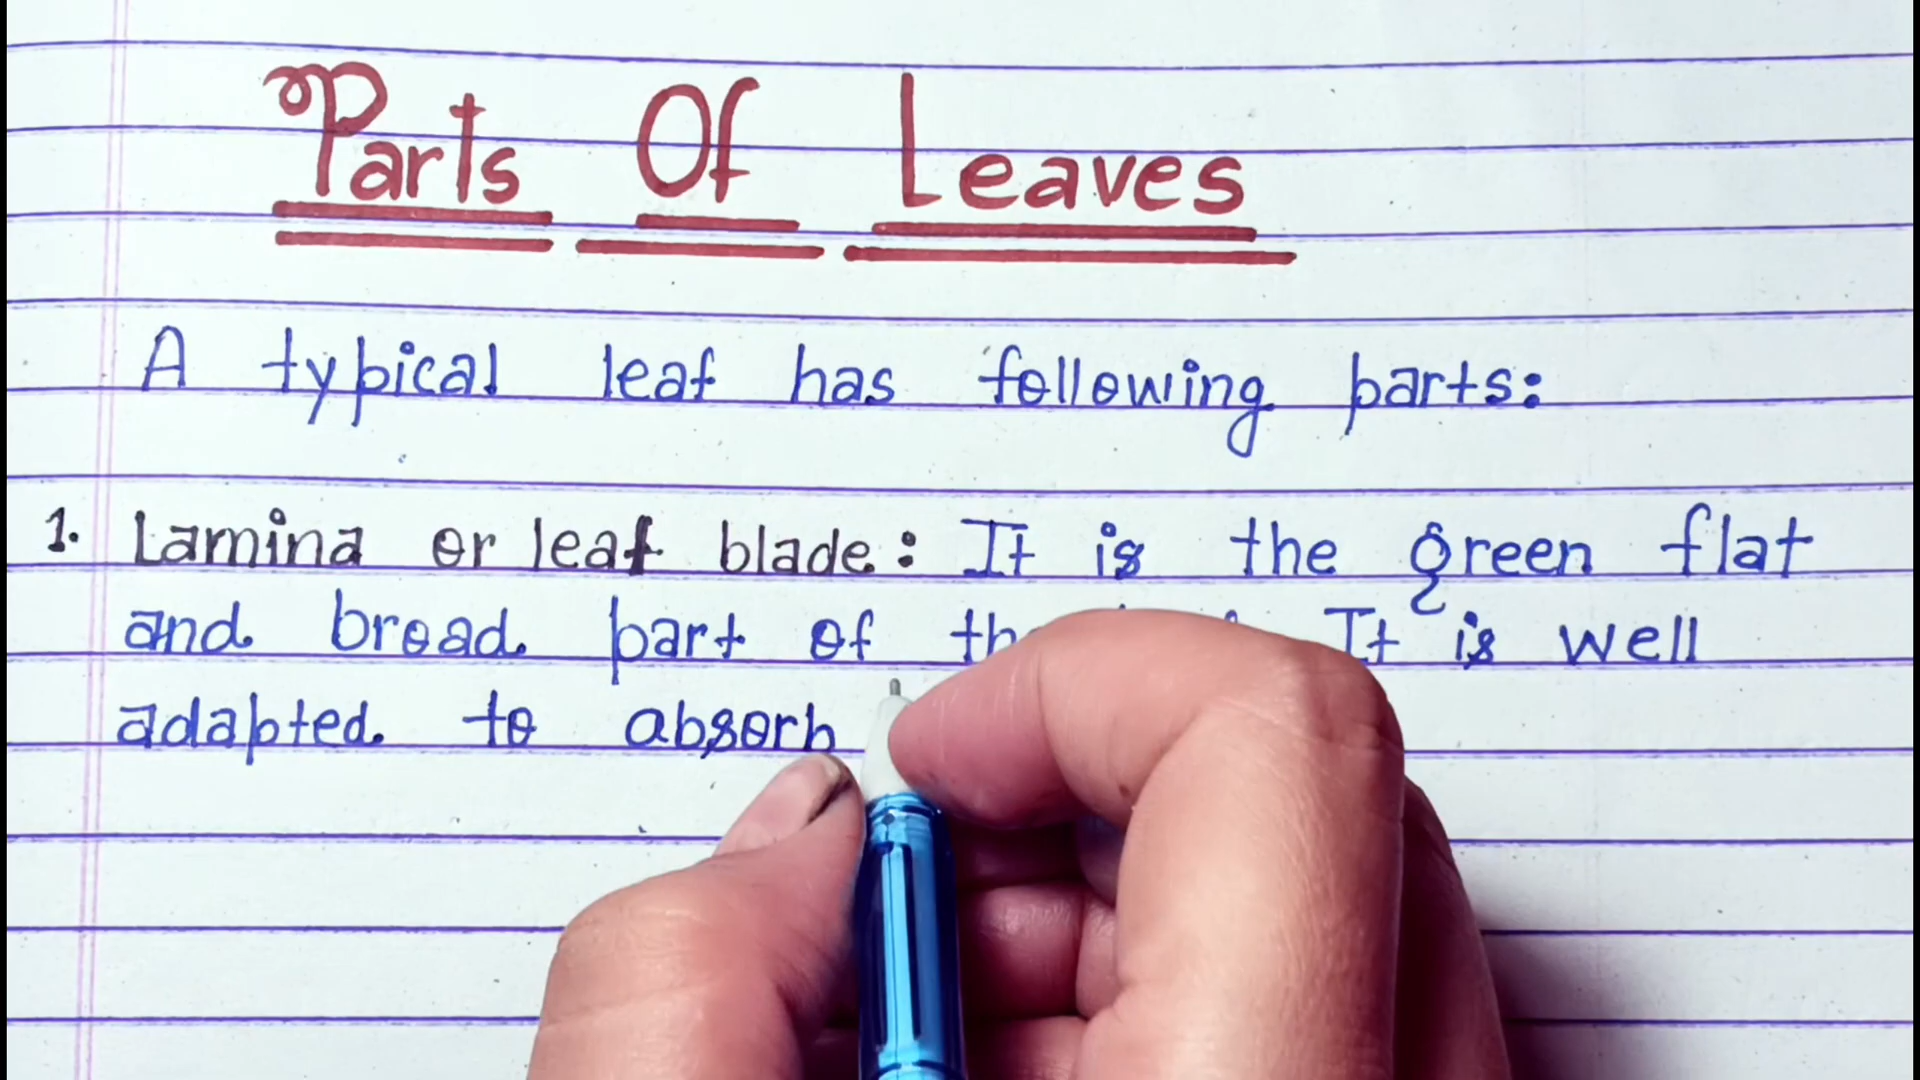 Parts Of Leaves
A typical leaf has following parts:
1. Lamina or leaf blade: It is the green flat
and broad part of It is well
adapted to absorb